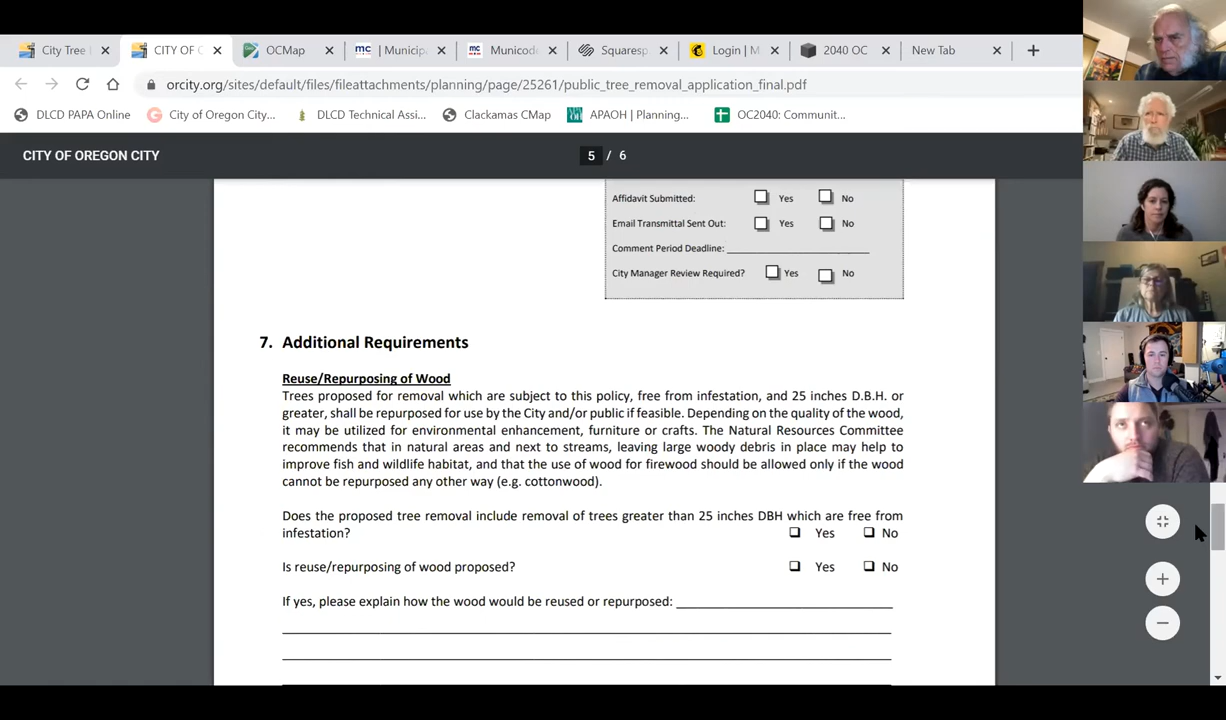 City Tree
CITY OF C
OCMap
mc Municip
mc Municod
Squaresp
Login | M
2040 OC
New Tab
orcity.org/sites/default/files/fileattachments/planning/page/25261/public_tree_removal_application_final.pdf
DLCD PAPA Online
City of Oregon City...
DLCD Technical Assi...
Clackamas CMap
APAOH | Planning...
OC2040: Communit...
CITY OF OREGON CITY
5 / 6
Affidavit Submitted: Yes No
Email Transmittal Sent Out: Yes No
Comment Period Deadline:
City Manager Review Required? Yes No
7. Additional Requirements
Reuse/Repurposing of Wood
Trees proposed for removal which are subject to this policy, free from infestation, and 25 inches D.B.H. or
greater, shall be repurposed for use by the City and/or public if feasible. Depending on the quality of the wood,
it may be utilized for environmental enhancement, furniture or crafts. The Natural Resources Committee
recommends that in natural areas and next to streams, leaving large woody debris in place may help to
improve fish and wildlife habitat, and that the use of wood for firewood should be allowed only if the wood
cannot be repurposed any other way (e.g. cottonwood).
Does the proposed tree removal include removal of trees greater than 25 inches DBH which are free from
infestation? Yes No
Is reuse/repurposing of wood proposed? Yes No
If yes, please explain how the wood would be reused or repurposed: